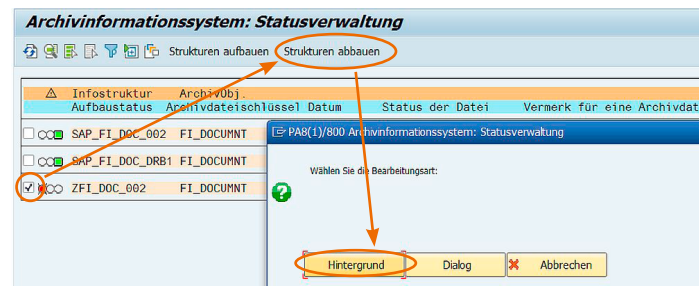 Archivinformationssystem: Statusverwaltung
Strukturen aufbauen Strukturen abbauen
Infostruktur ArchivObj.
Aufbaustatus Archivdateischlüssel Datum Status der Datei Vermerk für eine Archivdat
SAP_FI_DOC_002 FI_DOCUMNT
SAP_FI_DOC_DRB1 FI_DOCUMNT
ZFI_DOC_002 FI_DOCUMNT
PA8(1)/800 Archivinformationssystem: Statusverwaltung
Wählen Sie die Bearbeitungsart:
Hintergrund Dialog Abbrechen